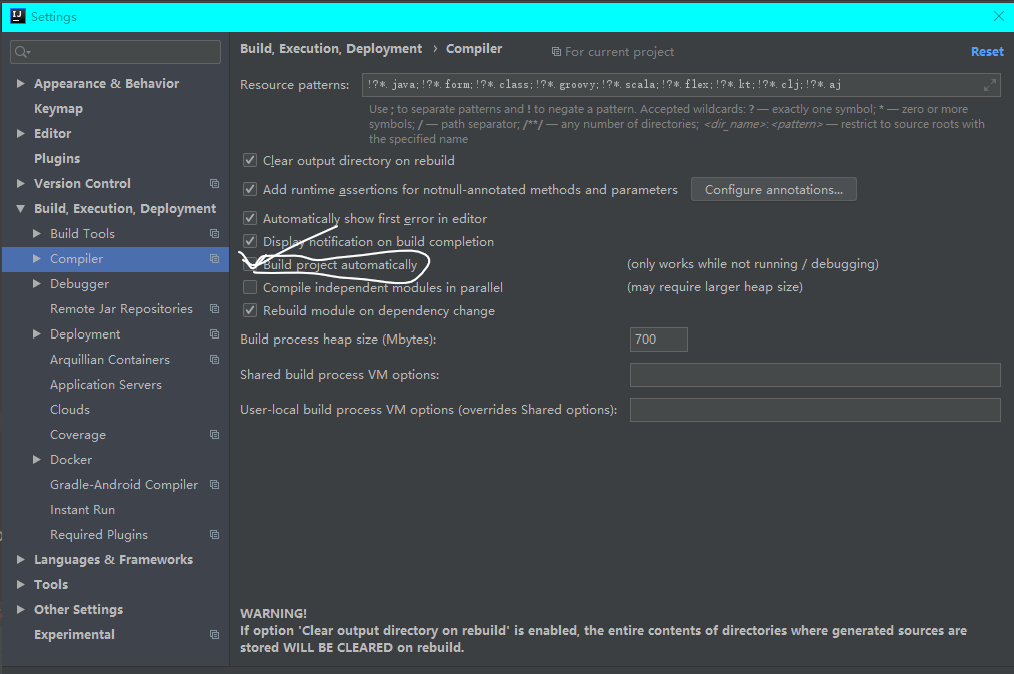 Settings
Build, Execution, Deployment › Compiler For current project Reset
Appearance & Behavior
Keymap
Editor
Plugins
Version Control
Build, Execution, Deployment
Build Tools
Compiler
Debugger
Remote Jar Repositories
Deployment
Arquillian Containers
Application Servers
Clouds
Coverage
Docker
Gradle-Android Compiler
Instant Run
Required Plugins
Languages & Frameworks
Tools
Other Settings
Experimental
Resource patterns: !?*.java;!?*.form;!?*.class;!?*.groovy;!?*.scala;!?*.flex;!?*.kt;!?*.clj;!?*.aj
Use ; to separate patterns and ! to negate a pattern. Accepted wildcards: ? — exactly one symbol; * — zero or more
symbols; / — path separator; /**/ — any number of directories; <dir_name>:<pattern> — restrict to source roots with
the specified name
Clear output directory on rebuild
Add runtime assertions for notnull-annotated methods and parameters Configure annotations...
Automatically show first error in editor
Display notification on build completion
Build project automatically (only works while not running / debugging)
Compile independent modules in parallel (may require larger heap size)
Rebuild module on dependency change
Build process heap size (Mbytes): 700
Shared build process VM options:
User-local build process VM options (overrides Shared options):
WARNING!
If option 'Clear output directory on rebuild' is enabled, the entire contents of directories where generated sources are
stored WILL BE CLEARED on rebuild.